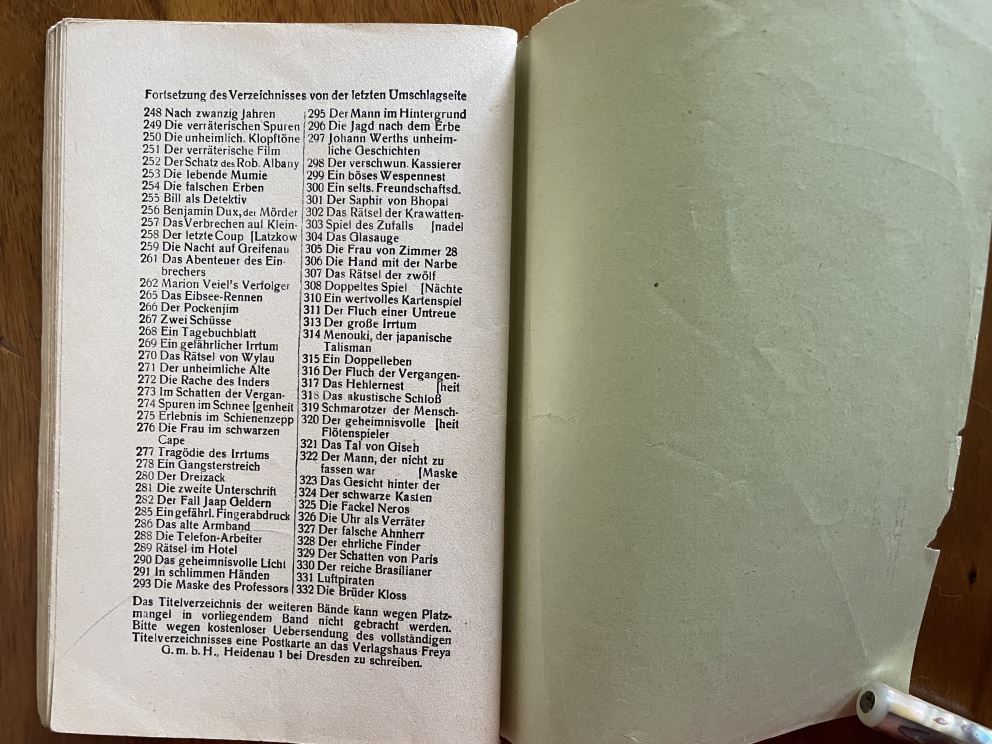 Fortsetzung des Verzeichnisses von der letzten Umschlagseite
248 Nach zwanzig Jahren
249 Die verräterischen Spuren
250 Die unheimlich. Klopftöne
251 Der verräterische Film
252 Der Schatz des Rob. Albany
253 Die lebende Mumie
254 Die falschen Erben
255 Bill als Detektiv
256 Benjamin Dux, der Mörder
257 Das Verbrechen auf Klein-
258 Der letzte Coup [Latzkow
259 Die Nacht auf Greifenau
261 Das Abenteuer des Ein-
brechers
262 Marion Veiel's Verfolger
265 Das Eibsee-Rennen
266 Der Pockenjim
267 Zwei Schüsse
268 Ein Tagebuchblatt
269 Ein gefährlicher Irrtum
270 Das Rätsel von Wylau
271 Der unheimliche Alte
272 Die Rache des Inders
273 Im Schatten der Vergan-
274 Spuren im Schnee [genheit
275 Erlebnis im Schienenzepp
276 Die Frau im schwarzen
Cape
277 Tragödie des Irrtums
278 Ein Gangsterstreich
280 Der Dreizack
281 Die zweite Unterschrift
282 Der Fall Jaap Geldern
285 Ein gefährl. Fingerabdruck
286 Das alte Armband
288 Die Telefon-Arbeiter
289 Rätsel im Hotel
290 Das geheimnisvolle Licht
291 In schlimmen Händen
293 Die Maske des Professors
295 Der Mann im Hintergrund
296 Die Jagd nach dem Erbe
297 Johann Werths unheim-
liche Geschichten
298 Der verschwun. Kassierer
299 Ein böses Wespennest
300 Ein selts. Freundschaftsd.
301 Der Saphir von Bhopal
302 Das Rätsel der Krawatten-
303 Spiel des Zufalls [nadel
304 Das Glasauge
305 Die Frau von Zimmer 28
306 Die Hand mit der Narbe
307 Das Rätsel der zwölf
308 Doppeltes Spiel [Nächte
310 Ein wertvolles Kartenspiel
311 Der Fluch einer Untreue
313 Der große Irrtum
314 Menouki, der japanische
Talisman
315 Ein Doppelleben
316 Der Fluch der Vergangen-
317 Das Hehlernest [heit
318 Das akustische Schloß
319 Schmarotzer der Mensch-
320 Der geheimnisvolle [heit
Flötenspieler
321 Das Tal von Giseh
322 Der Mann, der nicht zu
fassen war [Maske
323 Das Gesicht hinter der
324 Der schwarze Kasten
325 Die Fackel Neros
326 Die Uhr als Verräter
327 Der falsche Ahnherr
328 Der ehrliche Finder
329 Der Schatten von Paris
330 Der reiche Brasilianer
331 Luftpiraten
332 Die Brüder Kloss
Das Titelverzeichnis der weiteren Bände kann wegen Platz-
mangel in vorliegendem Band nicht gebracht werden.
Bitte wegen kostenloser Uebersendung des vollständigen
Titelverzeichnisses eine Postkarte an das Verlagshaus Freya
G. m. b. H., Heidenau 1 bei Dresden zu schreiben.